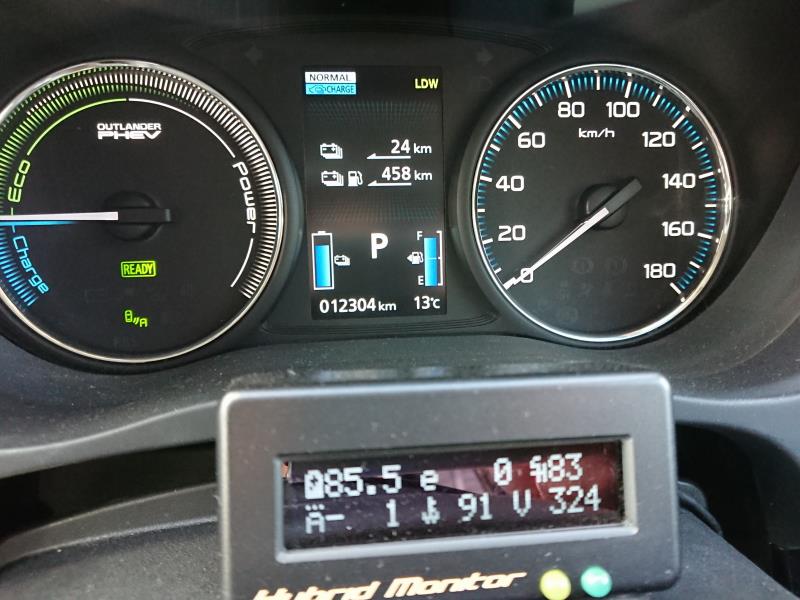 OUTLANDER
PHEV
Eco
Power
Charge
READY
A
NORMAL
CHARGE
LDW
24 km
458 km
P
F
E
012304 km 13°C
km/h
0
20
40
60
80
100
120
140
160
180
85.5 e 0 83
A- 1 91 V 324
Hybrid Monitor